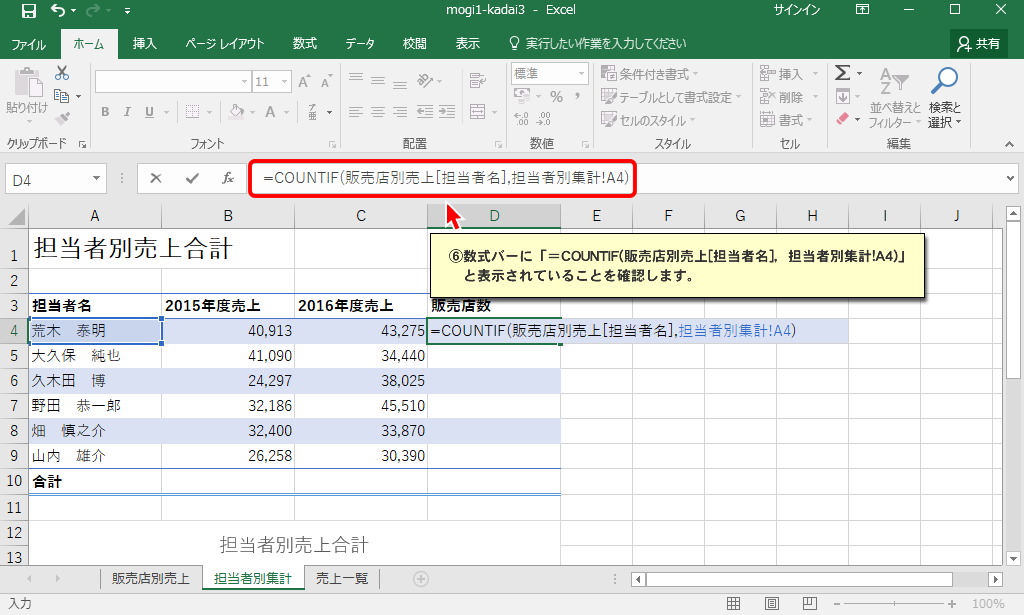 mogi1-kadai3 - Excel
サインイン
ファイル ホーム 挿入 ページ レイアウト 数式 データ 校閲 表示 実行したい作業を入力してください 共有
貼り付け
クリップボード
11
A A
B I U A
フォント
配置
標準
% ,
数値
条件付き書式
テーブルとして書式設定
セルのスタイル
スタイル
挿入
削除
書式
セル
Σ
並べ替えと
フィルター
検索と
選択
編集
D4 fx =COUNTIF(販売店別売上[担当者名],担当者別集計!A4)
A B C D E F G H I J
⑥数式バーに「＝COUNTIF(販売店別売上[担当者名]，担当者別集計!A4)」
と表示されていることを確認します。
1 担当者別売上合計
2
3 担当者名 2015年度売上 2016年度売上 販売店数
4 荒木　泰明 40,913 43,275 =COUNTIF(販売店別売上[担当者名],担当者別集計!A4)
5 大久保　純也 41,090 34,440
6 久木田　博 24,297 38,025
7 野田　恭一郎 32,186 45,510
8 畑　慎之介 32,400 33,870
9 山内　雄介 26,258 30,390
10 合計
11
12
担当者別売上合計
13
販売店別売上 担当者別集計 売上一覧
入力 100%